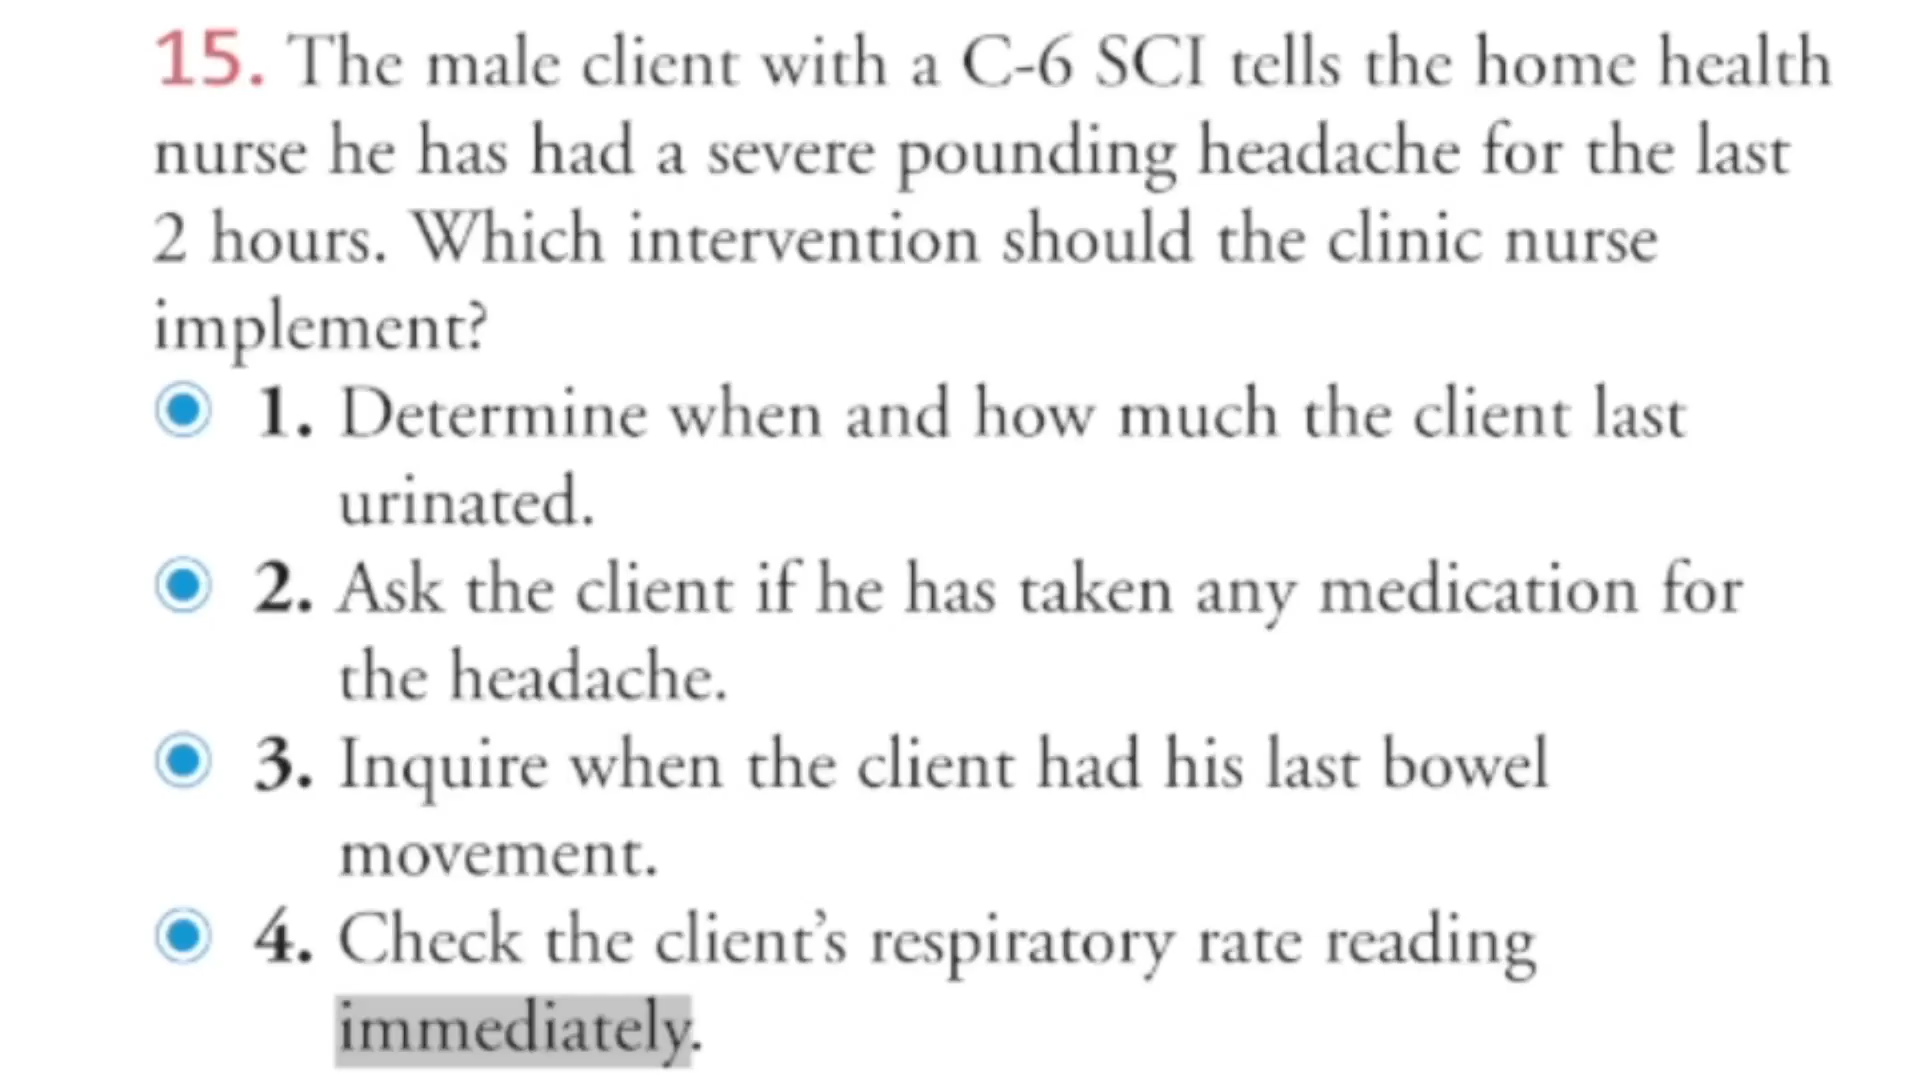 15. The male client with a C-6 SCI tells the home health
nurse he has had a severe pounding headache for the last
2 hours. Which intervention should the clinic nurse
implement?
1. Determine when and how much the client last
urinated.
2. Ask the client if he has taken any medication for
the headache.
3. Inquire when the client had his last bowel
movement.
4. Check the client's respiratory rate reading
immediately.